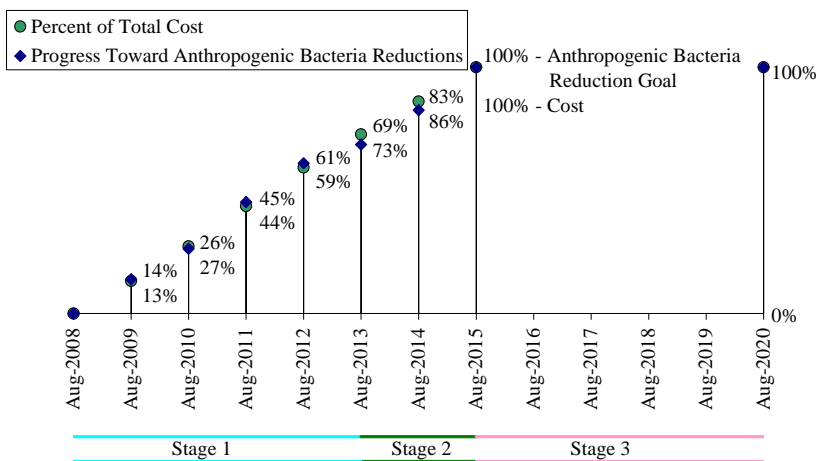 Percent of Total Cost
Progress Toward Anthropogenic Bacteria Reductions
100% - Anthropogenic Bacteria
Reduction Goal
100% - Cost
100%
83%
86%
69%
73%
61%
59%
45%
44%
26%
27%
14%
13%
0%
Aug-2008
Aug-2009
Aug-2010
Aug-2011
Aug-2012
Aug-2013
Aug-2014
Aug-2015
Aug-2016
Aug-2017
Aug-2018
Aug-2019
Aug-2020
Stage 1
Stage 2
Stage 3